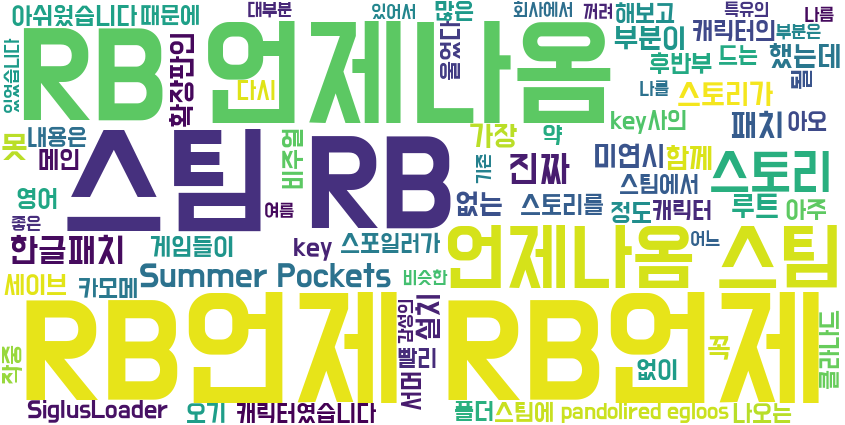 아쉬웠습니다 때문에 대부분 있어서 많은 회사에서 꺼려 해보고 특유의 나름
있었습니다 RB 언제나옴 확장판인 다시 울었다 부분이 캐릭터의 부분은
후반부 드는 했는데
나를 스토리가 뭘
못 내용은 스팀 RB 비주얼 가장 약 key사의 패치 아오
메인 기존 진짜 미연시 함께
영어 없는 스팀에서 스토리
좋은 여름 스토리를 정도 캐릭터 루트 아주
한글패치 게임들이 key 스포일러가 언제나옴 스팀 어느
세이브 카모메 Summer Pockets 비슷한
RB언제 감성인 설치 RB언제 드나라를
작중 서머 빨리 꼭
없이
SiglusLoader 오기 캐릭터였습니다 플더 스팀에 pandolired egloos 나오는